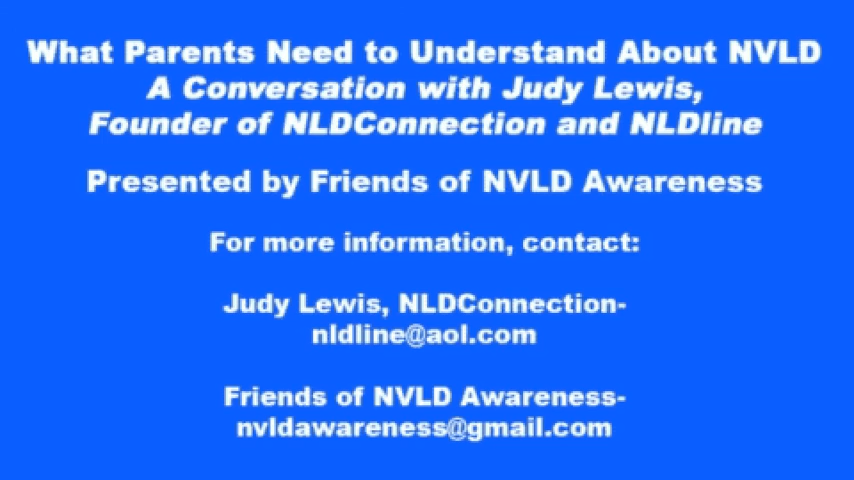 What Parents Need to Understand About NVLD
A Conversation with Judy Lewis,
Founder of NLDConnection and NLDline
Presented by Friends of NVLD Awareness
For more information, contact:
Judy Lewis, NLDConnection-
nldline@aol.com
Friends of NVLD Awareness-
nvldawareness@gmail.com